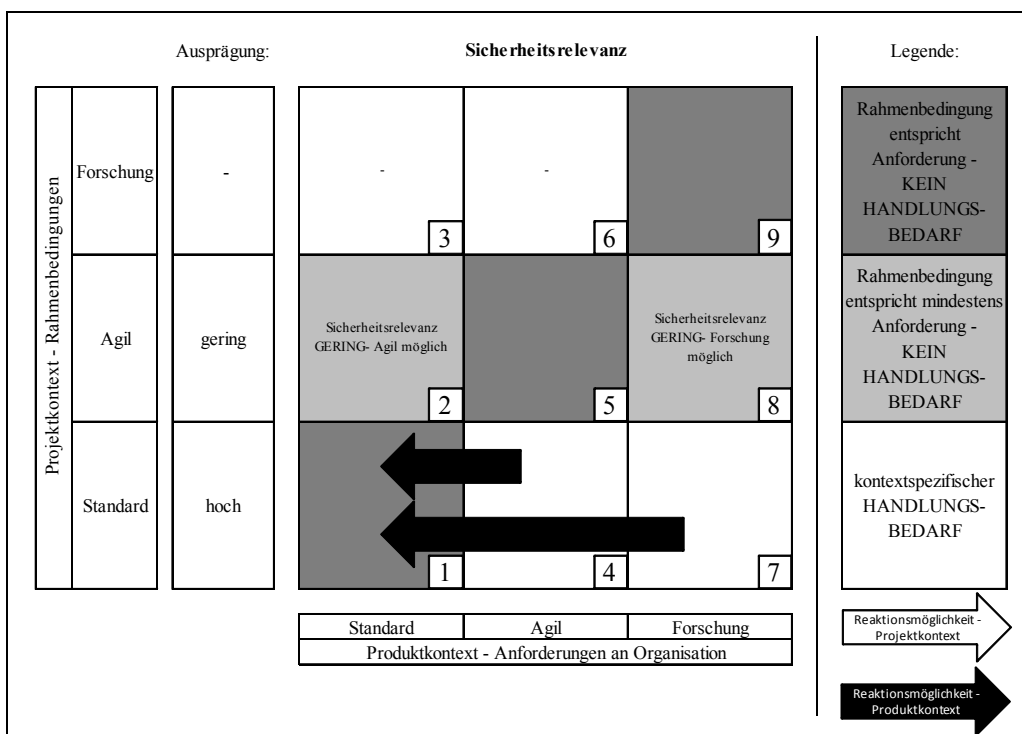 Ausprägung:
Sicherheitsrelevanz
Legende:
Projektkontext - Rahmenbedingungen
Forschung
-
-
3
-
6
9
Agil
gering
Sicherheitsrelevanz
GERING- Agil möglich
2
5
Sicherheitsrelevanz
GERING- Forschung
möglich
8
Standard
hoch
1
4
7
Standard
Agil
Forschung
Produktkontext - Anforderungen an Organisation
Rahmenbedingung
entspricht
Anforderung -
KEIN
HANDLUNGS-
BEDARF
Rahmenbedingung
entspricht mindestens
Anforderung -
KEIN
HANDLUNGS-
BEDARF
kontextspezifischer
HANDLUNGS-
BEDARF
Reaktionsmöglichkeit -
Projektkontext
Reaktionsmöglichkeit -
Produktkontext